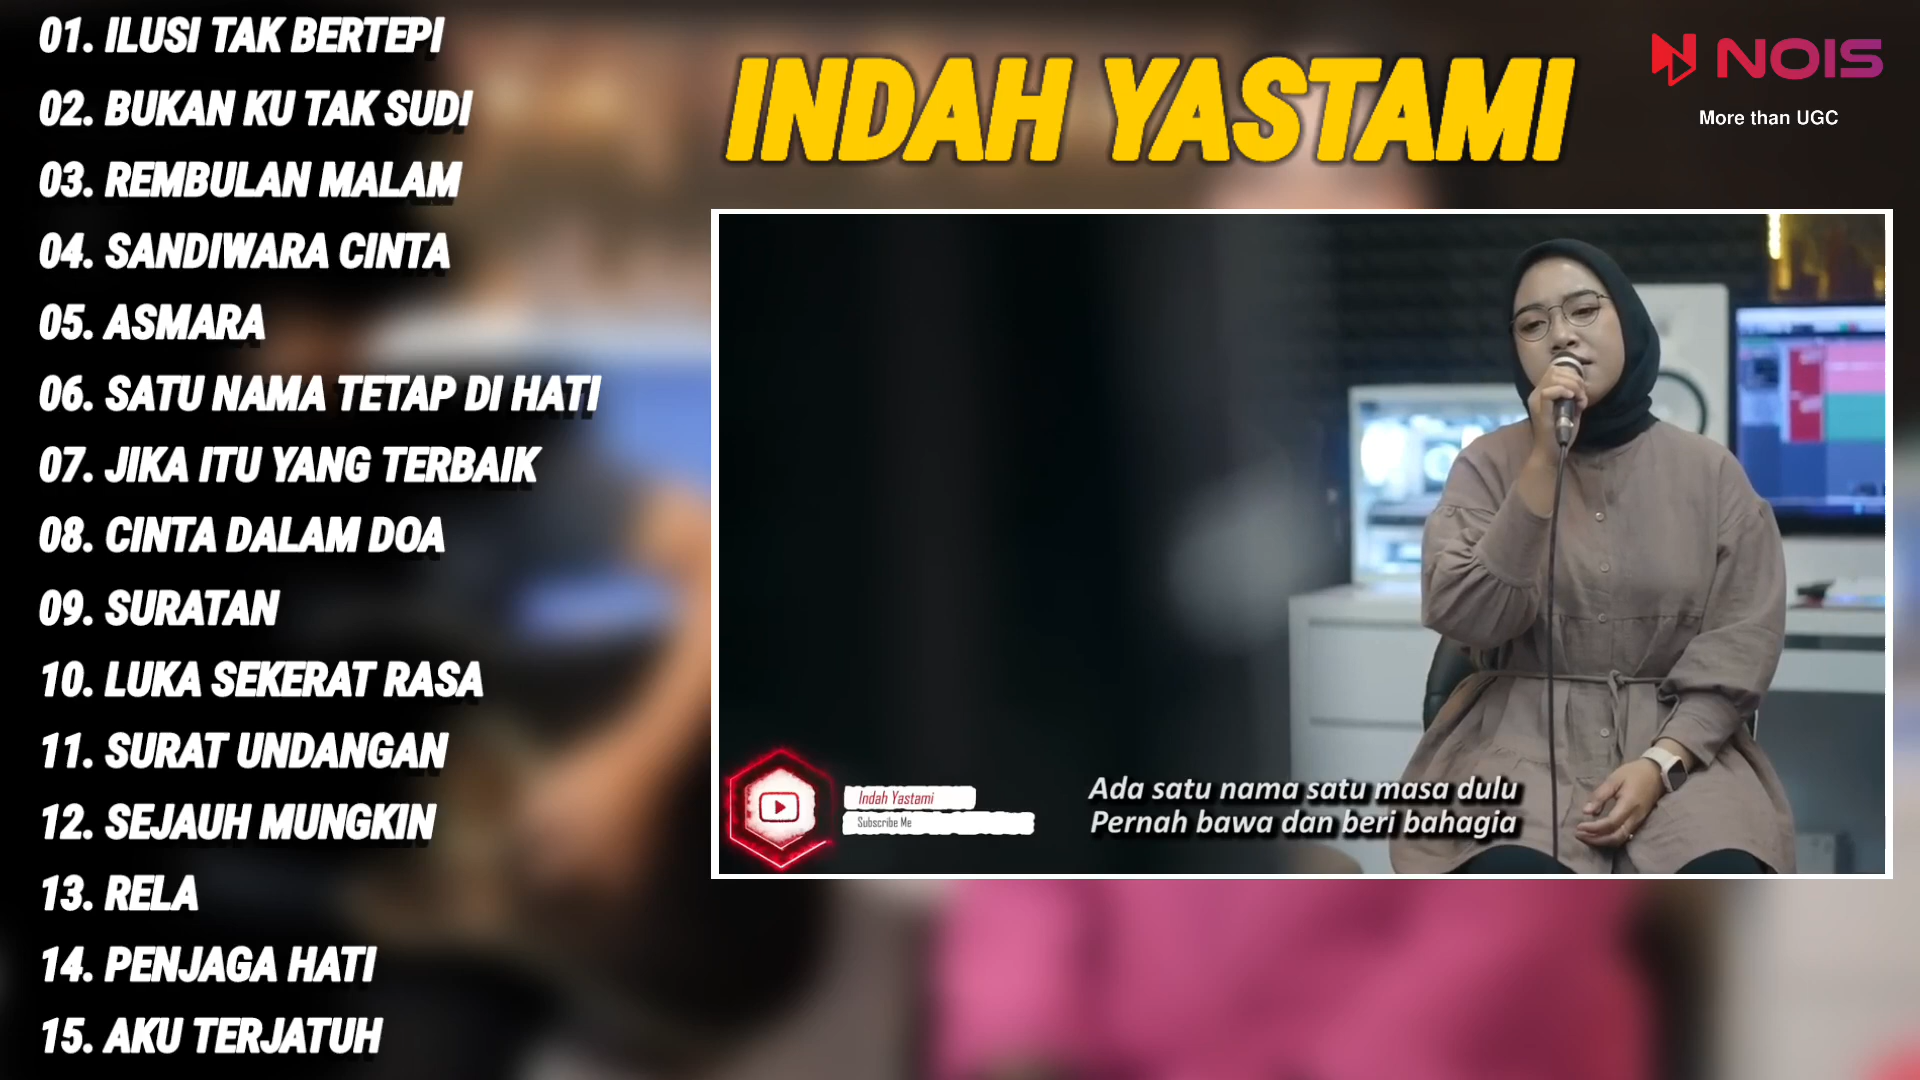 01. ILUSI TAK BERTEPI
02. BUKAN KU TAK SUDI
03. REMBULAN MALAM
04. SANDIWARA CINTA
05. ASMARA
06. SATU NAMA TETAP DI HATI
07. JIKA ITU YANG TERBAIK
08. CINTA DALAM DOA
09. SURATAN
10. LUKA SEKERAT RASA
11. SURAT UNDANGAN
12. SEJAUH MUNGKIN
13. RELA
14. PENJAGA HATI
15. AKU TERJATUH
INDAH YASTAMI
NOIS
More than UGC
Indah Yastami
Subscribe Me
Ada satu nama satu masa dulu
Pernah bawa dan beri bahagia